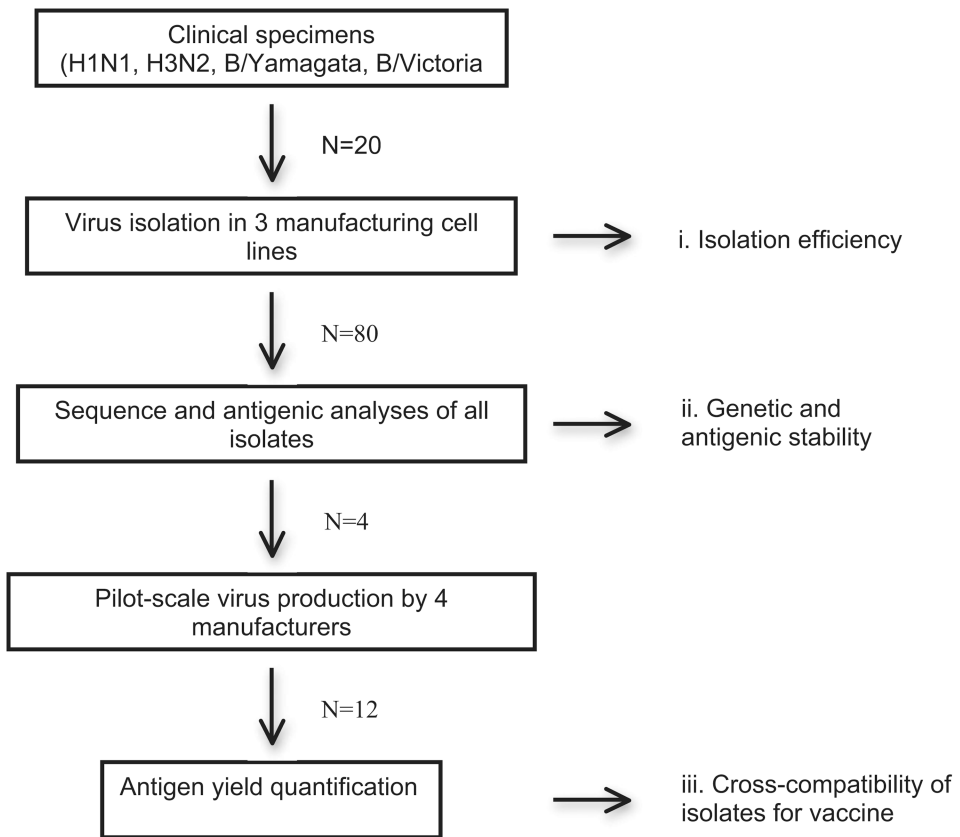 Clinical specimens
(H1N1, H3N2, B/Yamagata, B/Victoria
N=20
Virus isolation in 3 manufacturing cell
lines
i. Isolation efficiency
N=80
Sequence and antigenic analyses of all
isolates
ii. Genetic and
antigenic stability
N=4
Pilot-scale virus production by 4
manufacturers
N=12
Antigen yield quantification
iii. Cross-compatibility of
isolates for vaccine